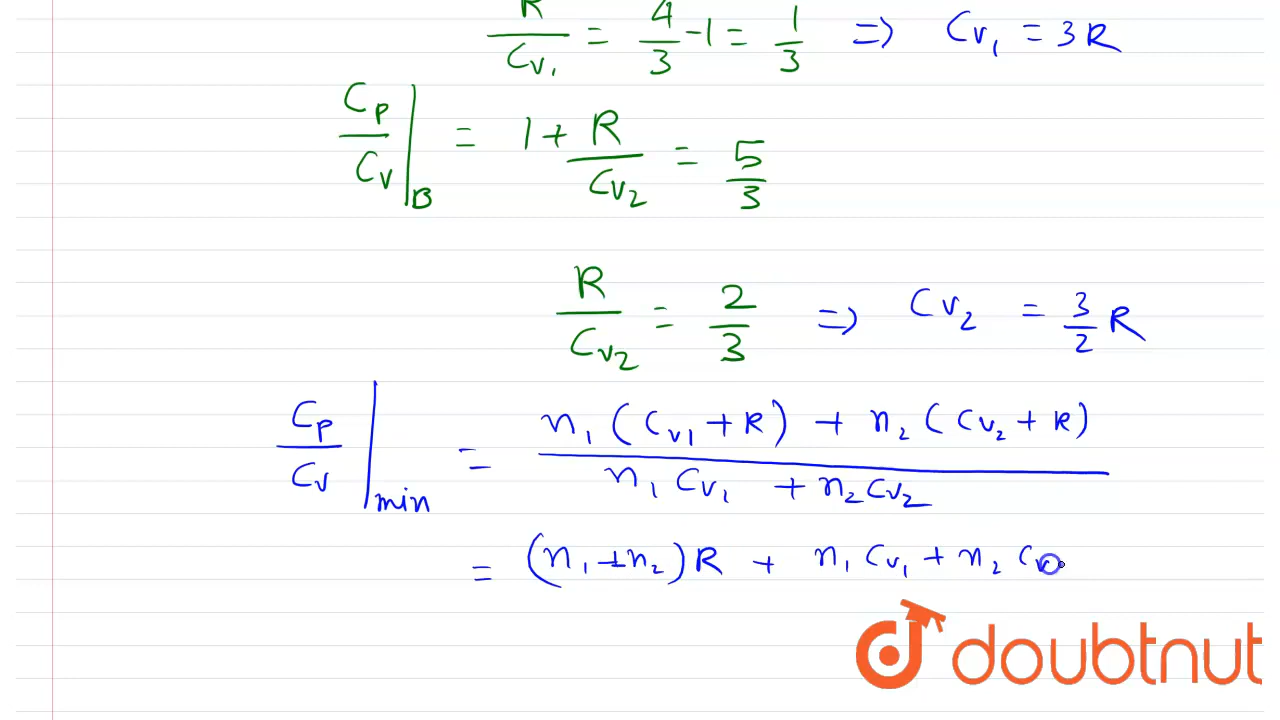 R/Cv₁ = 4/3 - 1 = 1/3 ⇒ Cv₁ = 3R
Cp/Cv|B = 1 + R/Cv₂ = 5/3
R/Cv₂ = 2/3 ⇒ Cv₂ = 3/2 R
Cp/Cv|min = n₁(Cv₁ + R) + n₂(Cv₂ + R) / n₁Cv₁ + n₂Cv₂
= (n₁ + n₂)R + n₁Cv₁ + n₂Cv
doubtnut